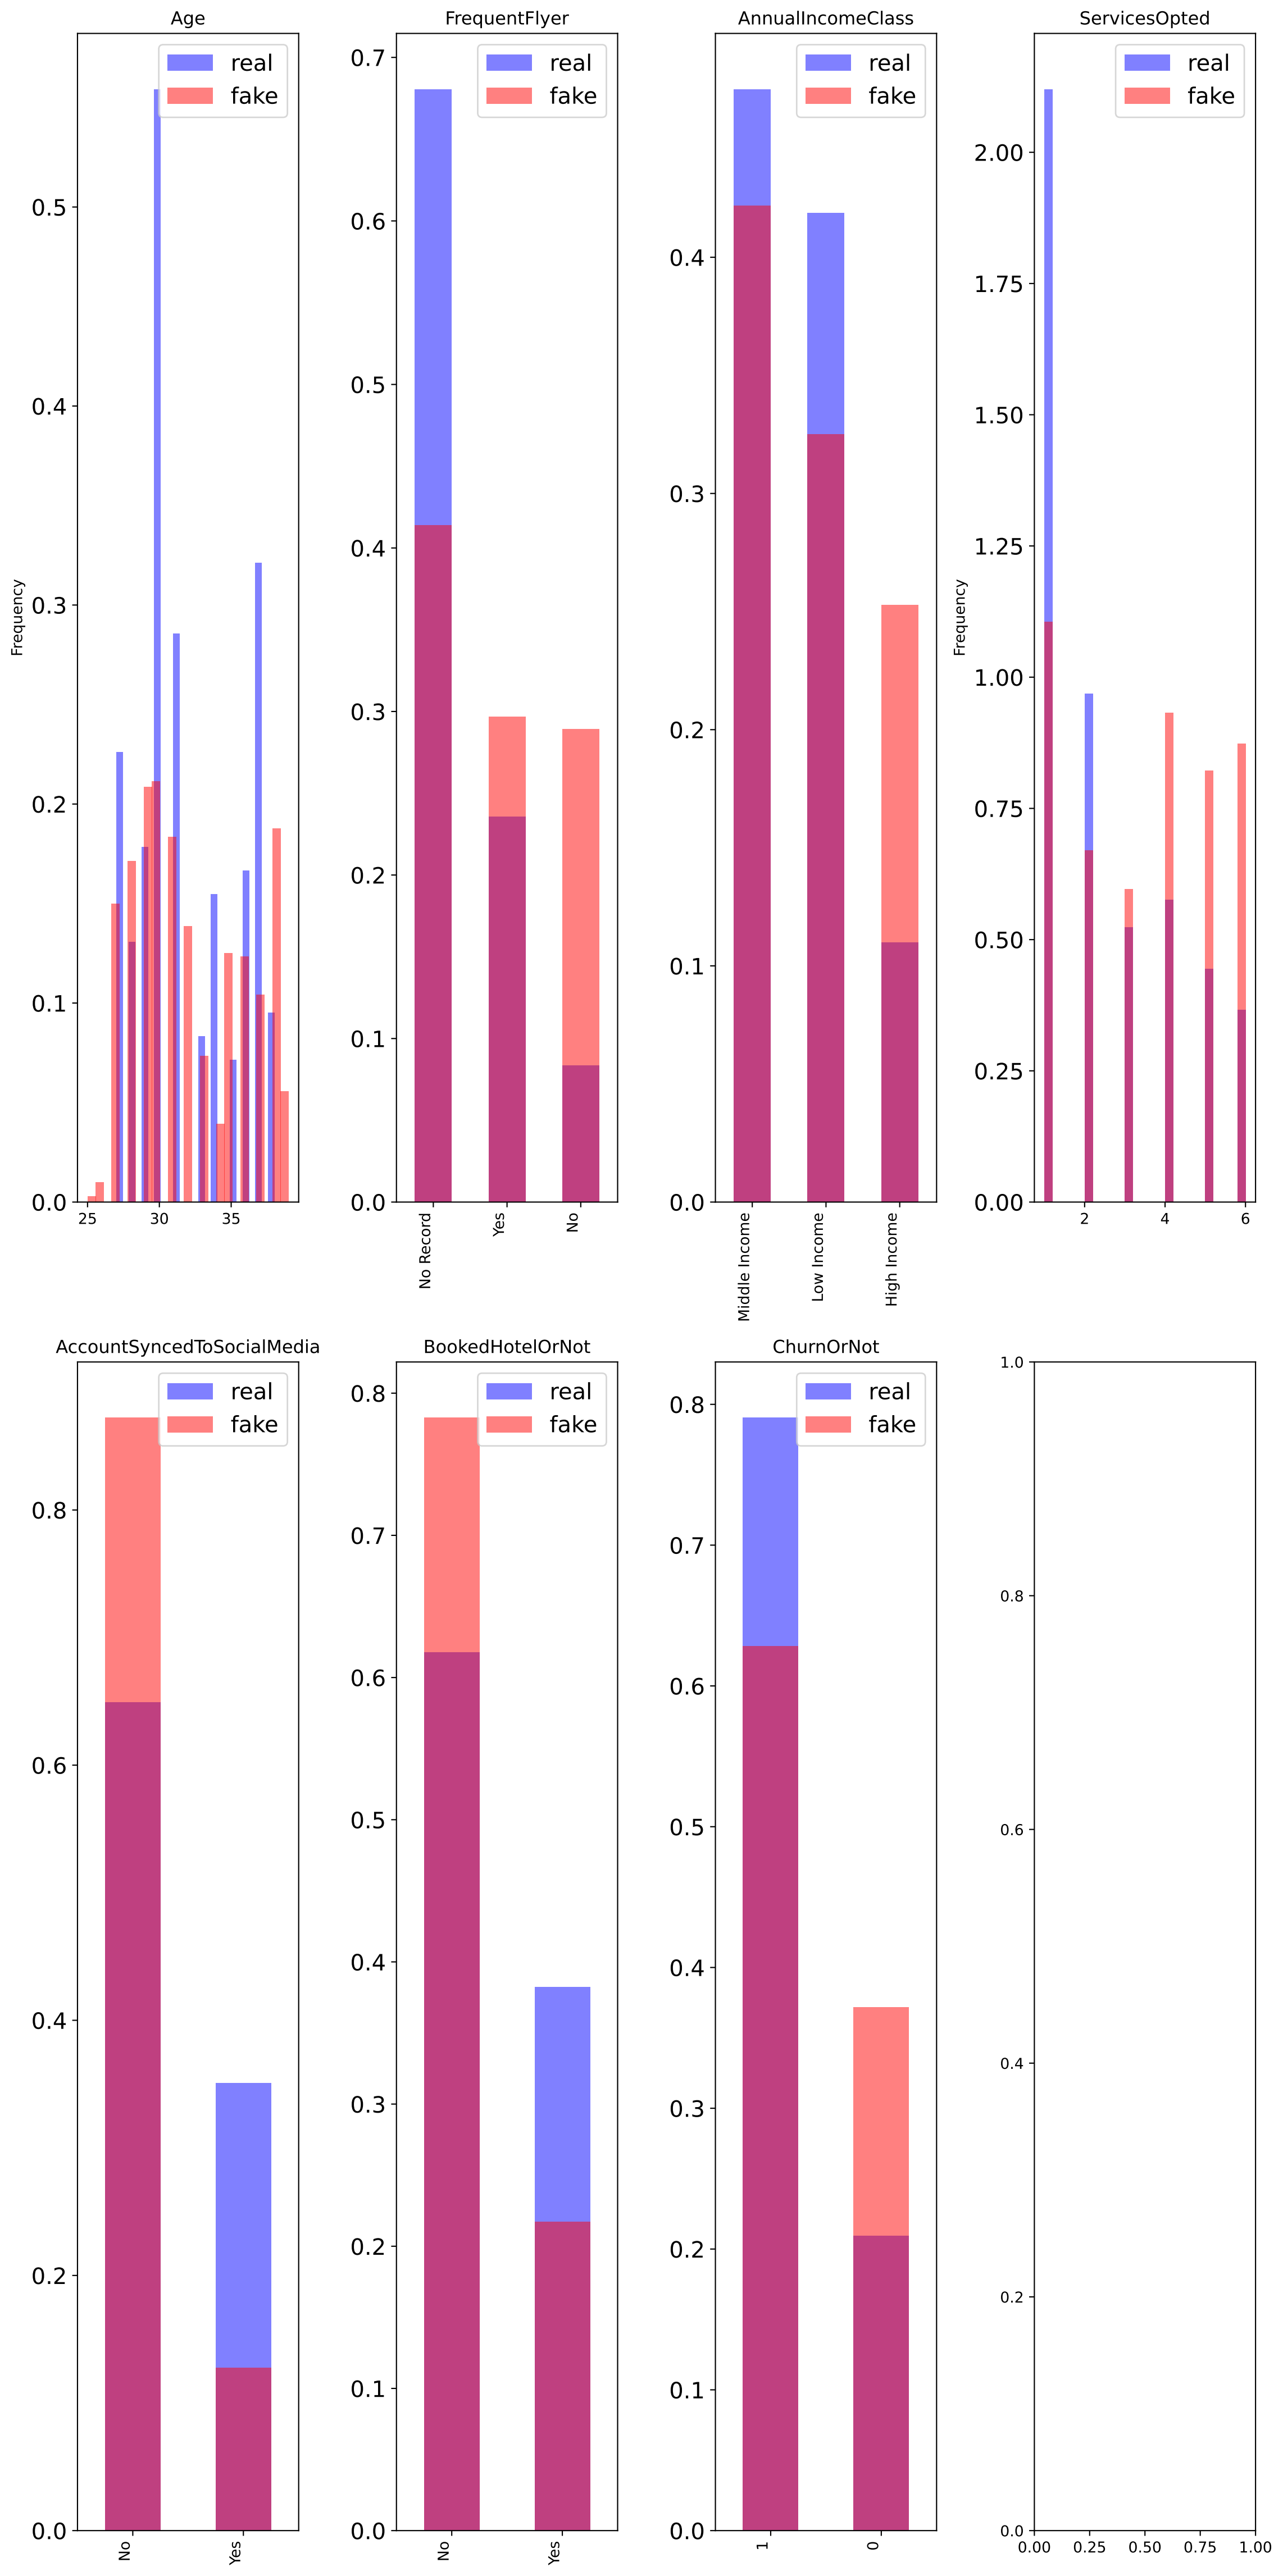 Age
real
fake
Frequency
0.5
0.4
0.3
0.2
0.1
0.0
25 30 35
FrequentFlyer
real
fake
0.7
0.6
0.5
0.4
0.3
0.2
0.1
0.0
No Record
Yes
No
AnnualIncomeClass
real
fake
0.4
0.3
0.2
0.1
0.0
Middle Income
Low Income
High Income
ServicesOpted
real
fake
Frequency
2.00
1.75
1.50
1.25
1.00
0.75
0.50
0.25
0.00
2 4 6
AccountSyncedToSocialMedia
real
fake
0.8
0.6
0.4
0.2
0.0
No
Yes
BookedHotelOrNot
real
fake
0.8
0.7
0.6
0.5
0.4
0.3
0.2
0.1
0.0
No
Yes
ChurnOrNot
real
fake
0.8
0.7
0.6
0.5
0.4
0.3
0.2
0.1
0.0
1
0
1.0
0.8
0.6
0.4
0.2
0.0
0.00 0.25 0.50 0.75 1.00